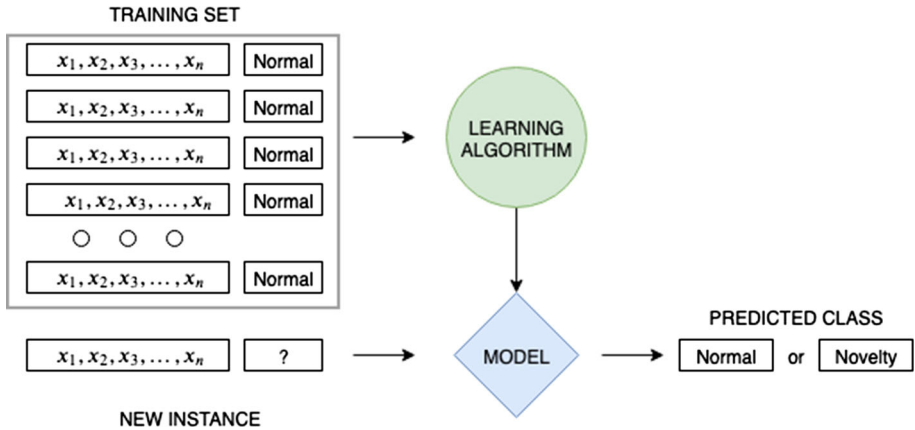 TRAINING SET
x₁, x₂, x₃, . . . , xₙ Normal
x₁, x₂, x₃, . . . , xₙ Normal
x₁, x₂, x₃, . . . , xₙ Normal
x₁, x₂, x₃, . . . , xₙ Normal
x₁, x₂, x₃, . . . , xₙ Normal
LEARNING
ALGORITHM
x₁, x₂, x₃, . . . , xₙ ?
NEW INSTANCE
MODEL
PREDICTED CLASS
Normal or Novelty